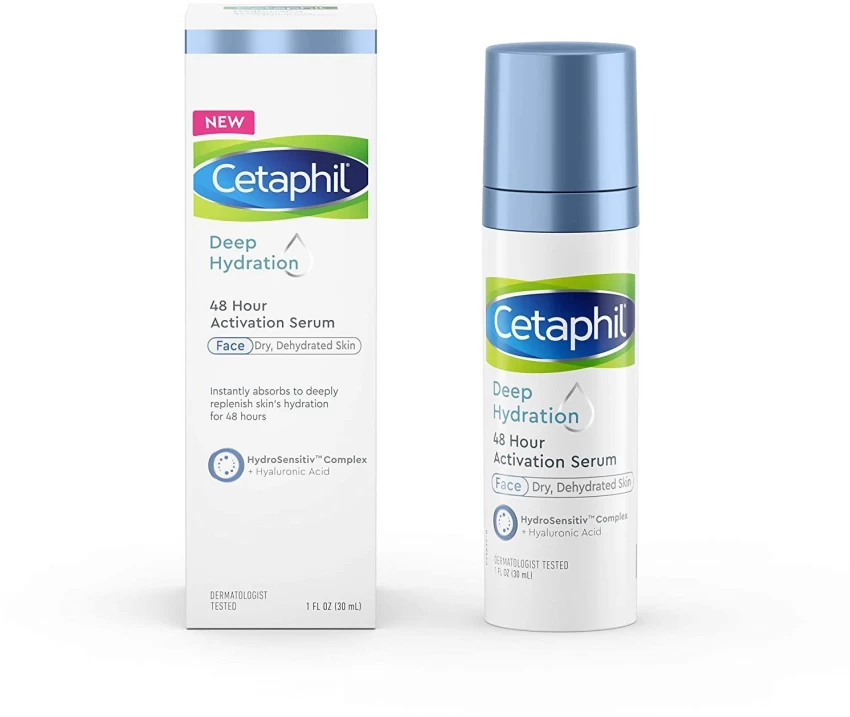 NEW
Cetaphil
Deep
Hydration
48 Hour
Activation Serum
Face Dry, Dehydrated Skin
Instantly absorbs to deeply
replenish skin's hydration
for 48 hours
HydroSensitiv™ Complex
+ Hyaluronic Acid
DERMATOLOGIST
TESTED
1 FL OZ (30 mL)
Cetaphil
Deep
Hydration
48 Hour
Activation Serum
Face Dry, Dehydrated Skin
HydroSensitiv™ Complex
+ Hyaluronic Acid
DERMATOLOGIST TESTED
1 FL OZ (30 mL)